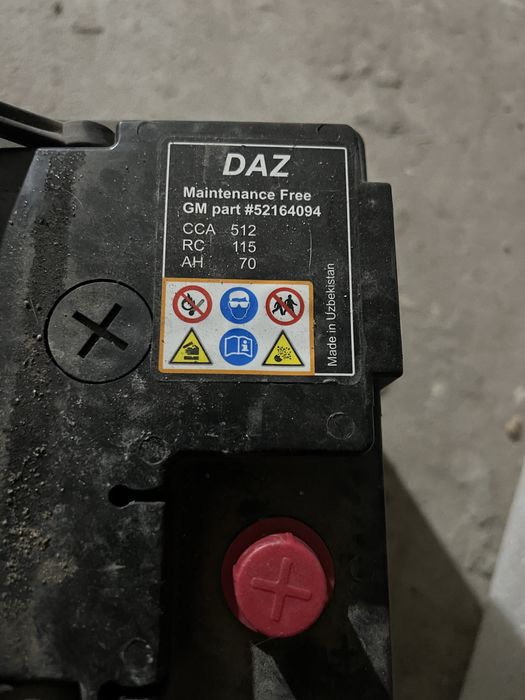 DAZ
Maintenance Free
GM part #52164094
CCA 512
RC 115
AH 70
Made in Uzbekistan